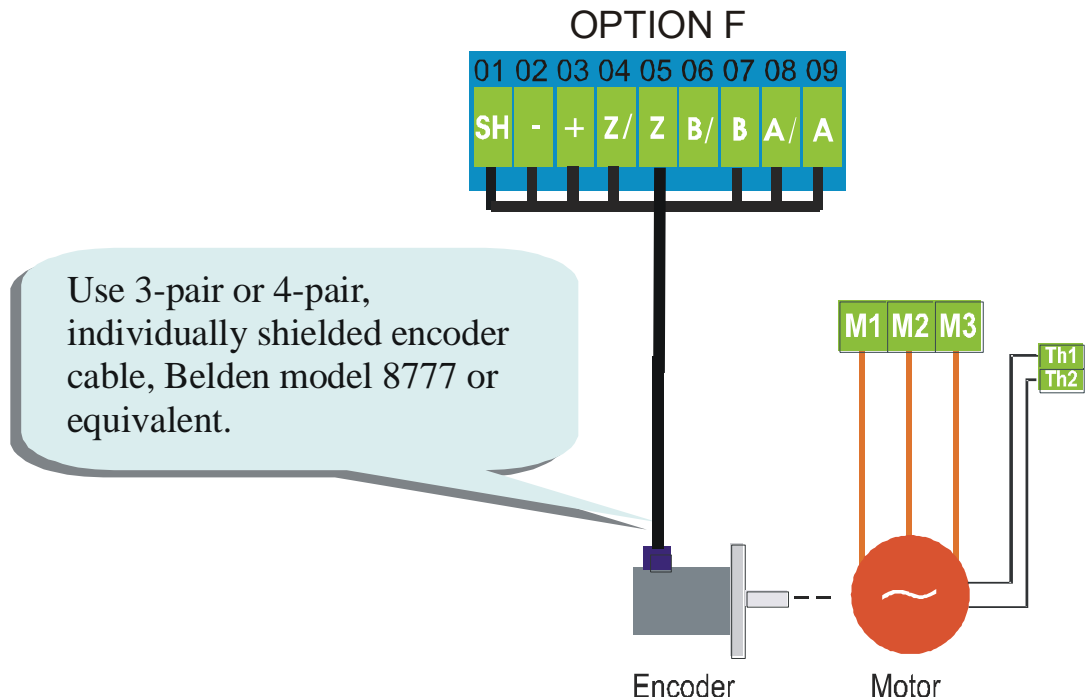 OPTION F
01 02 03 04 05 06 07 08 09
SH - + Z/ Z B/ B A/ A
Use 3-pair or 4-pair,
individually shielded encoder
cable, Belden model 8777 or
equivalent.
M1 M2 M3
Th1
Th2
Encoder
Motor